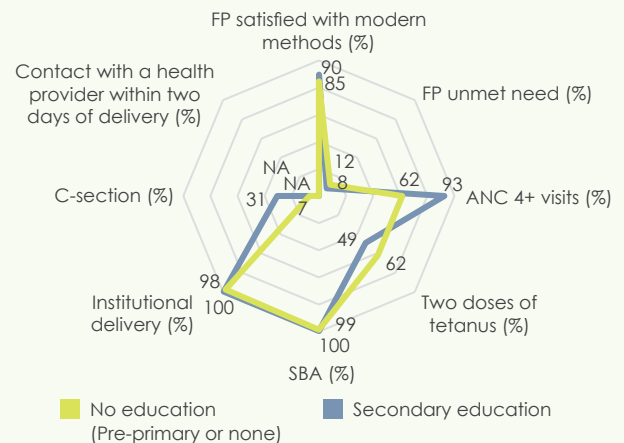 FP satisfied with modern
methods (%)
90
85
Contact with a health
provider within two
days of delivery (%)
FP unmet need (%)
12
8
NA
NA
62
93
ANC 4+ visits (%)
C-section (%)
31
7
49
62
Two doses of
tetanus (%)
98
100
Institutional
delivery (%)
99
100
SBA (%)
No education
(Pre-primary or none)
Secondary education